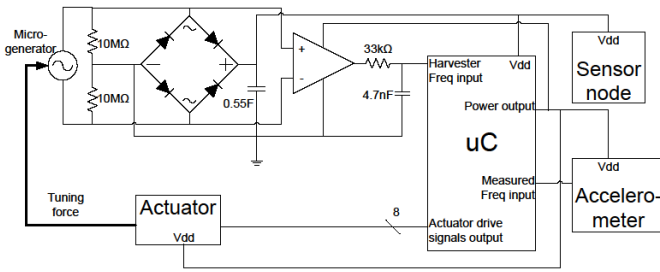 Micro-
generator
10MΩ
10MΩ
0.55F
+
-
33kΩ
4.7nF
Harvester
Freq input
Vdd
Power output
uC
Measured
Freq input
Actuator drive
signals output
Vdd
Sensor
node
Vdd
Accelero-
meter
Tuning
force
Actuator
Vdd
8